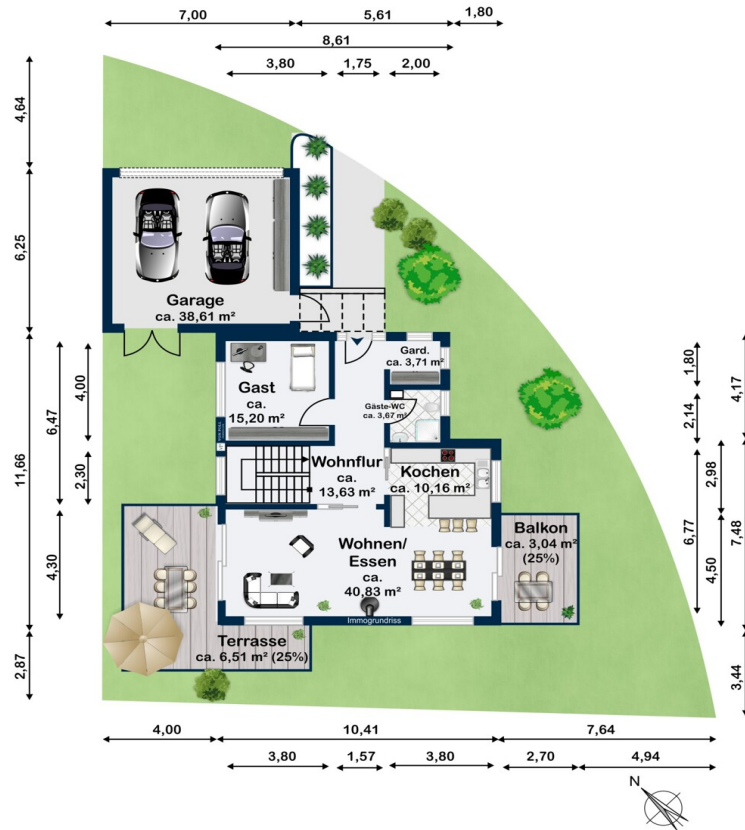 7,00
5,61
1,80
8,61
3,80
1,75
2,00
4,64
6,25
11,66
2,87
6,47
4,00
2,30
4,30
Garage
ca. 38,61 m²
Gast
ca.
15,20 m²
Gard.
ca. 3,71 m²
Gäste-WC
ca. 3,67 m²
Wohnflur
ca.
13,63 m²
Kochen
ca. 10,16 m²
Wohnen/
Essen
ca.
40,83 m²
Balkon
ca. 3,04 m²
(25%)
Immogrundriss
Terrasse
ca. 6,51 m² (25%)
1,80
2,14
6,77
2,98
4,50
4,17
7,48
3,44
4,00
10,41
7,64
3,80
1,57
3,80
2,70
4,94
N